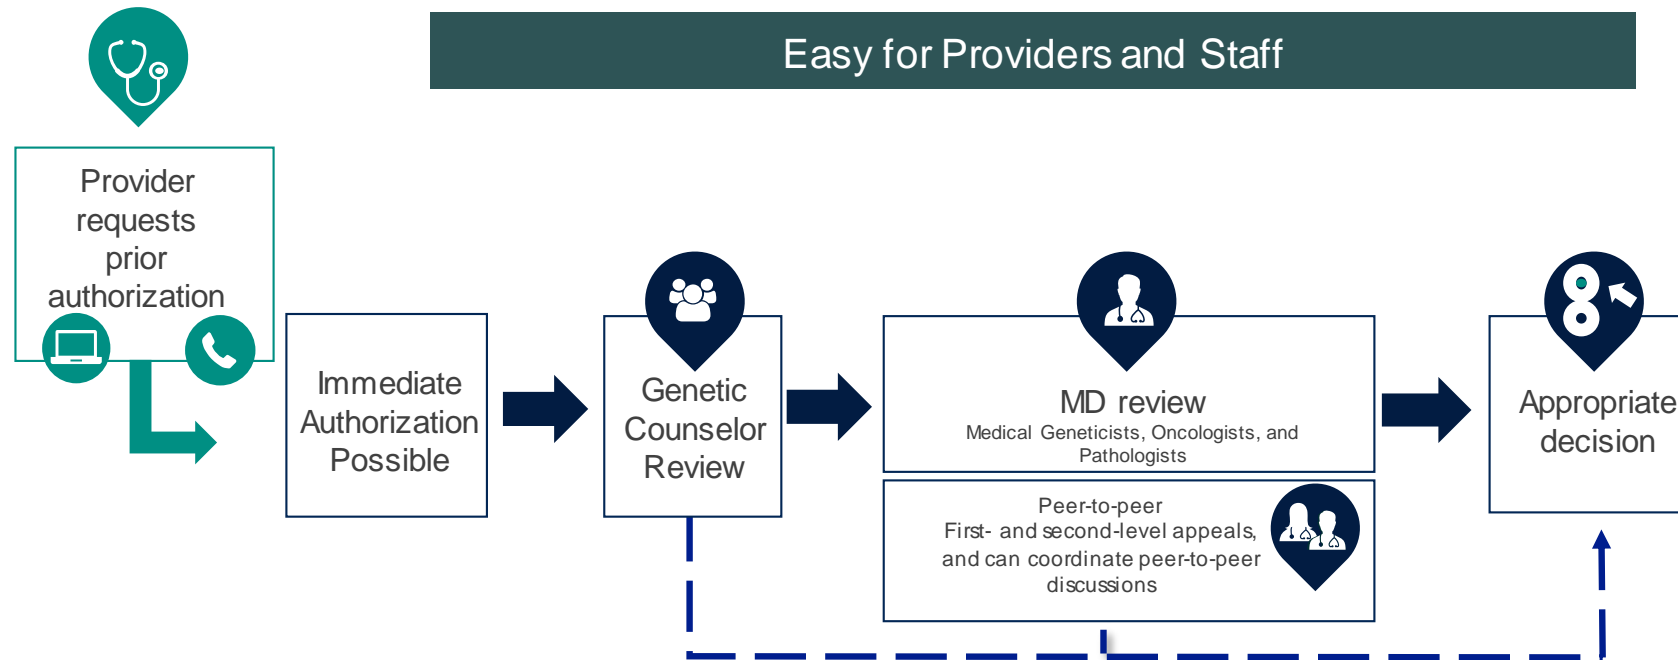 Easy for Providers and Staff
Provider
requests
prior
authorization
Immediate
Authorization
Possible
Genetic
Counselor
Review
MD review
Medical Geneticists, Oncologists, and
Pathologists
Peer-to-peer
First- and second-level appeals,
and can coordinate peer-to-peer
discussions
Appropriate
decision